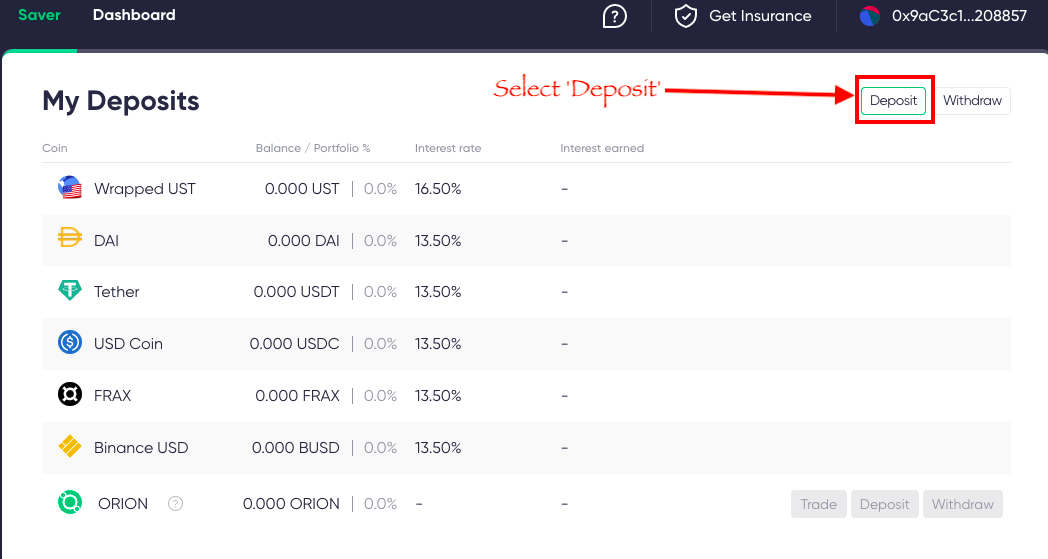 Saver Dashboard ? Get Insurance 0x9aC3c1...208857
My Deposits Select 'Deposit' Deposit Withdraw
Coin Balance / Portfolio % Interest rate Interest earned
Wrapped UST 0.000 UST | 0.0% 16.50% -
DAI 0.000 DAI | 0.0% 13.50% -
Tether 0.000 USDT | 0.0% 13.50% -
USD Coin 0.000 USDC | 0.0% 13.50% -
FRAX 0.000 FRAX | 0.0% 13.50% -
Binance USD 0.000 BUSD | 0.0% 13.50% -
ORION ? 0.000 ORION | 0.0% - - Trade Deposit Withdraw